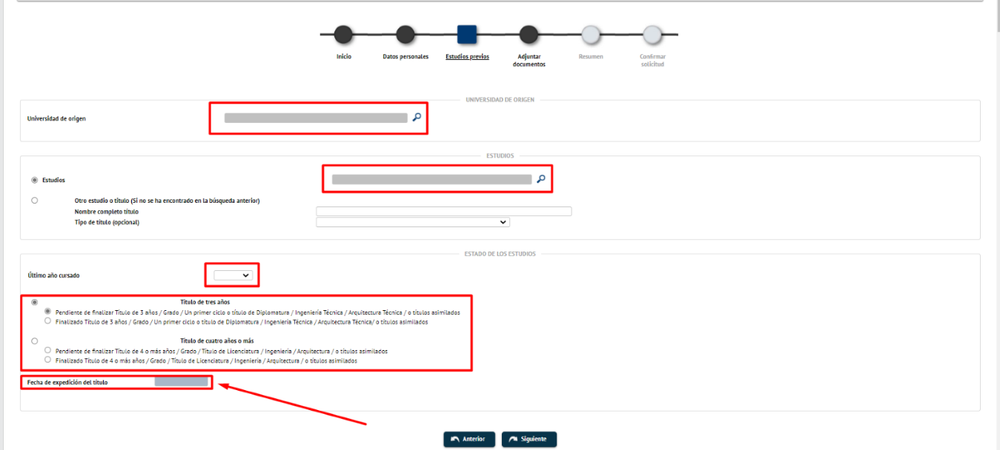 Inicio
Datos personales
Estudios previos
Adjuntar
documentos
Resumen
Confirmar
solicitud
UNIVERSIDAD DE ORIGEN
Universidad de origen
ESTUDIOS
Estudios
Otro estudio o título (Si no se ha encontrado en la búsqueda anterior)
Nombre completo título
Tipo de título (opcional)
ESTADO DE LOS ESTUDIOS
Último año cursado
Título de tres años
Pendiente de finalizar Título de 3 años / Grado / Un primer ciclo o título de Diplomatura / Ingeniería Técnica / Arquitectura Técnica / o títulos asimilados
Finalizado Título de 3 años / Grado / Un primer ciclo o título de Diplomatura / Ingeniería Técnica / Arquitectura Técnica/ o títulos asimilados
Título de cuatro años o más
Pendiente de finalizar Título de 4 o más años / Grado / Título de Licenciatura / Ingeniería / Arquitectura / o títulos asimilados
Finalizado Título de 4 o más años / Grado / Título de Licenciatura / Ingeniería / Arquitectura / o títulos asimilados
Fecha de expedición del título
Anterior
Siguiente